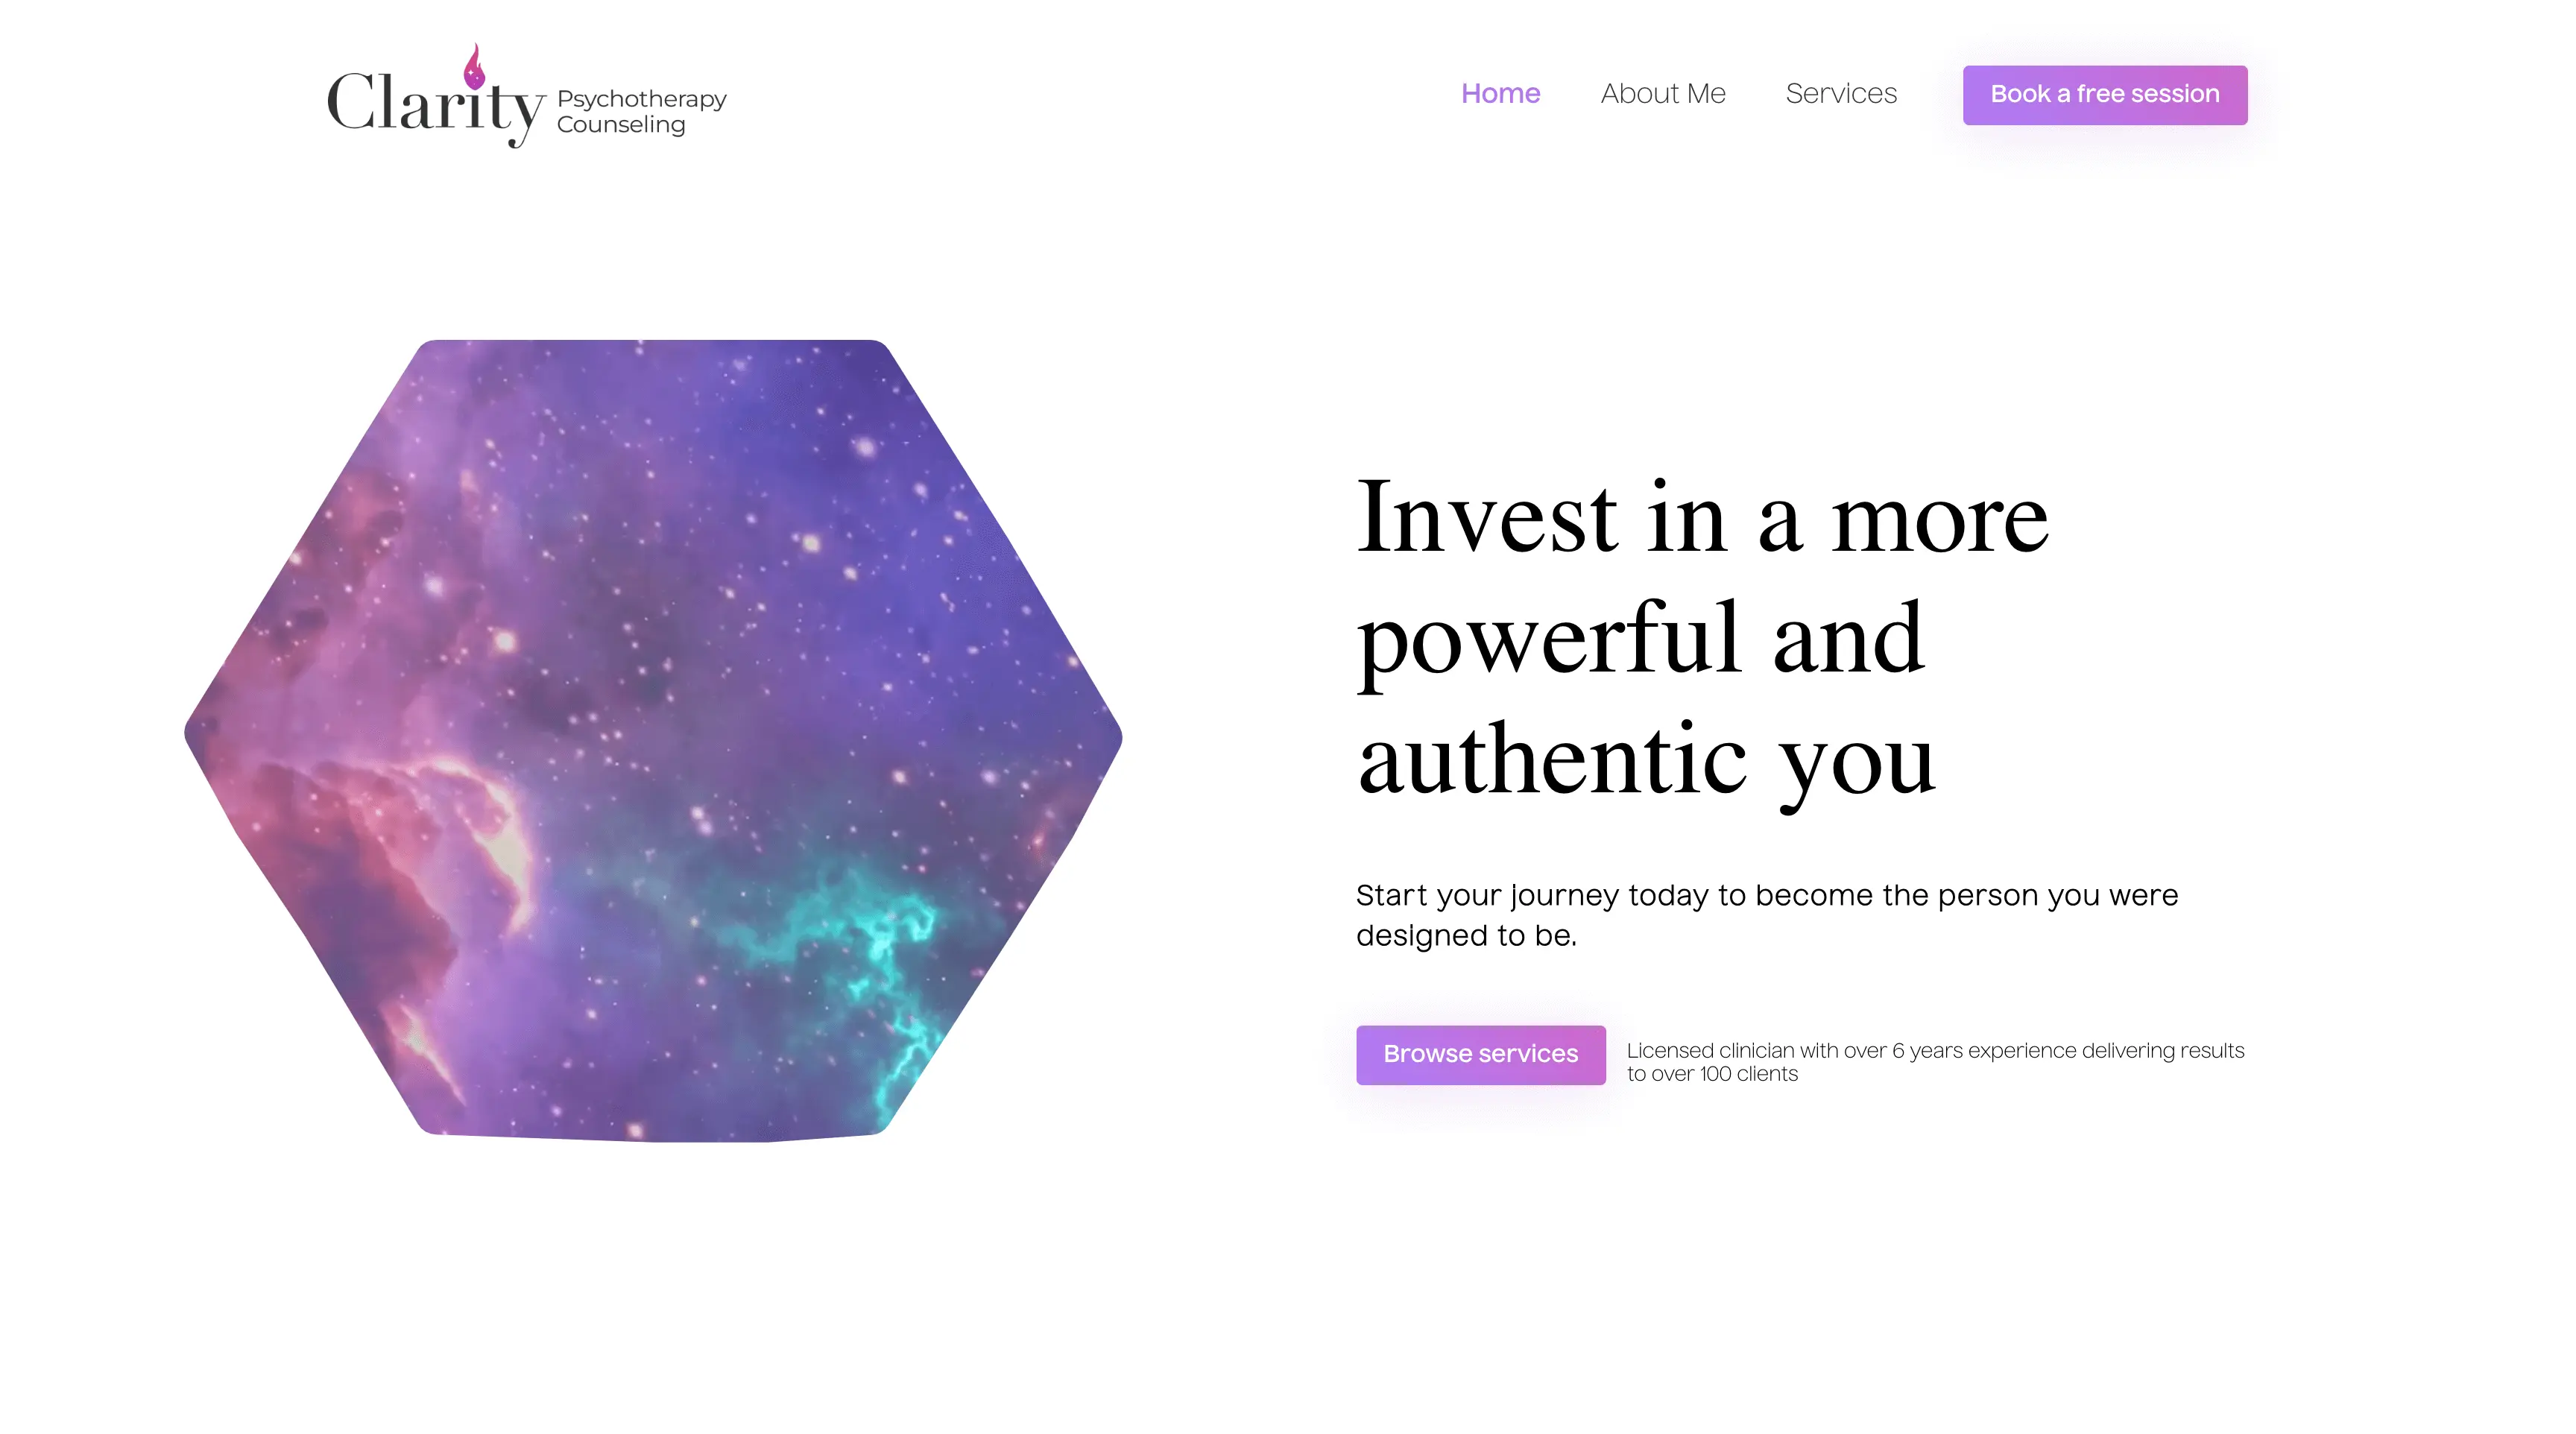 Clarity
Psychotherapy
Counseling
Home
About Me
Services
Book a free session
Invest in a more
powerful and
authentic you
Start your journey today to become the person you were
designed to be.
Browse services
Licensed clinician with over 6 years experience delivering results
to over 100 clients